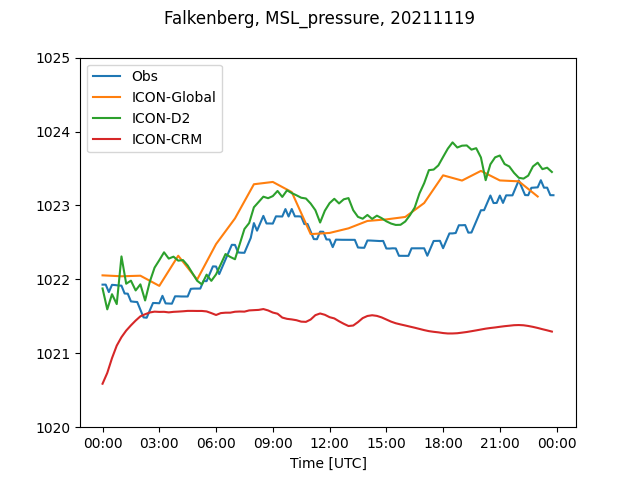 Falkenberg, MSL_pressure, 20211119
1025
1024
1023
1022
1021
1020
Obs
ICON-Global
ICON-D2
ICON-CRM
00:00 03:00 06:00 09:00 12:00 15:00 18:00 21:00 00:00
Time [UTC]